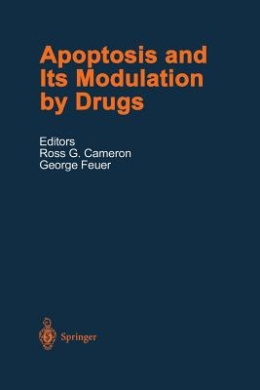 Apoptosis and
Its Modulation
by Drugs
Editors
Ross G. Cameron
George Feuer
Springer